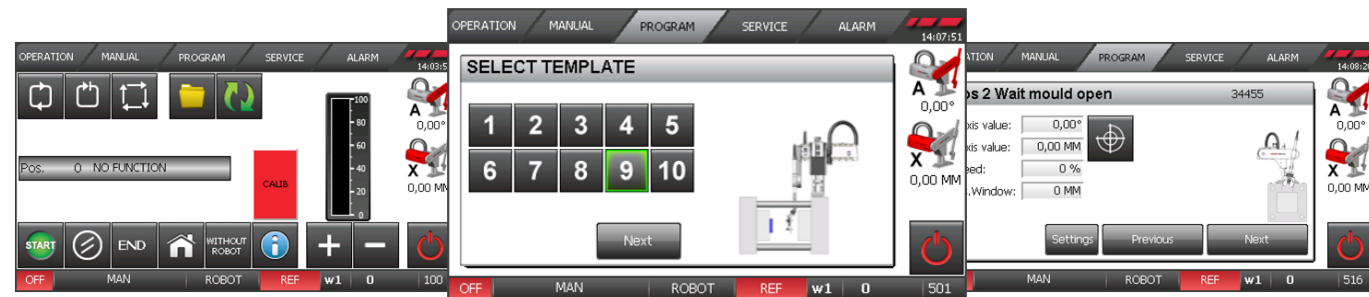 OPERATION MANUAL PROGRAM SERVICE ALARM
14:03:5
100
80
60
40
20
0
A
0,00°
X
0,00 MM
Pos. 0 NO FUNCTION
CALIB
START END WITHOUT ROBOT
OFF MAN ROBOT REF w1 0 100
OPERATION MANUAL PROGRAM SERVICE ALARM
14:07:51
SELECT TEMPLATE
1 2 3 4 5
6 7 8 9 10
Next
A
0,00°
X
0,00 MM
OFF MAN ROBOT REF w1 0 501
ATION MANUAL PROGRAM SERVICE ALARM
14:08:2
os 2 Wait mould open 34455
xis value: 0,00°
xis value: 0,00 MM
eed: 0 %
.Window: 0 MM
A
0,00°
X
0,00 MM
Settings Previous Next
MAN ROBOT REF w1 0 516